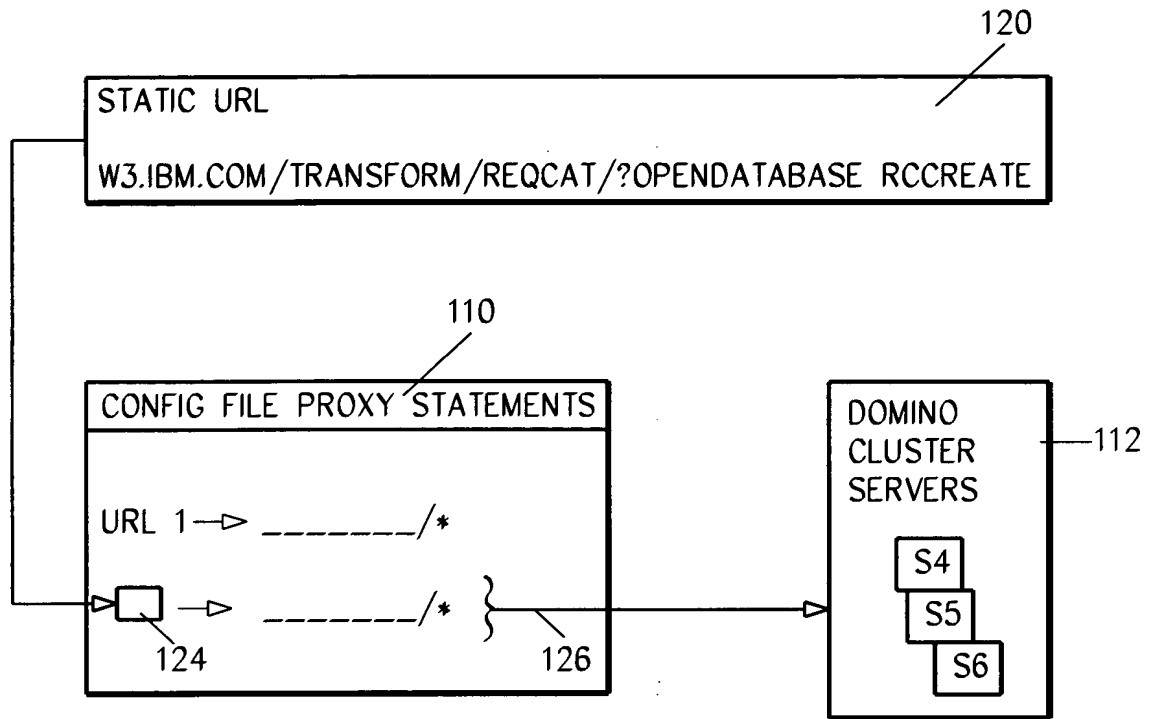 120
STATIC URL
W3.IBM.COM/TRANSFORM/REQCAT/?OPENDATABASE RCCREATE
110
CONFIG FILE PROXY STATEMENTS
URL 1 _______/*
_______/*
124
126
DOMINO
CLUSTER
SERVERS
112
S4
S5
S6